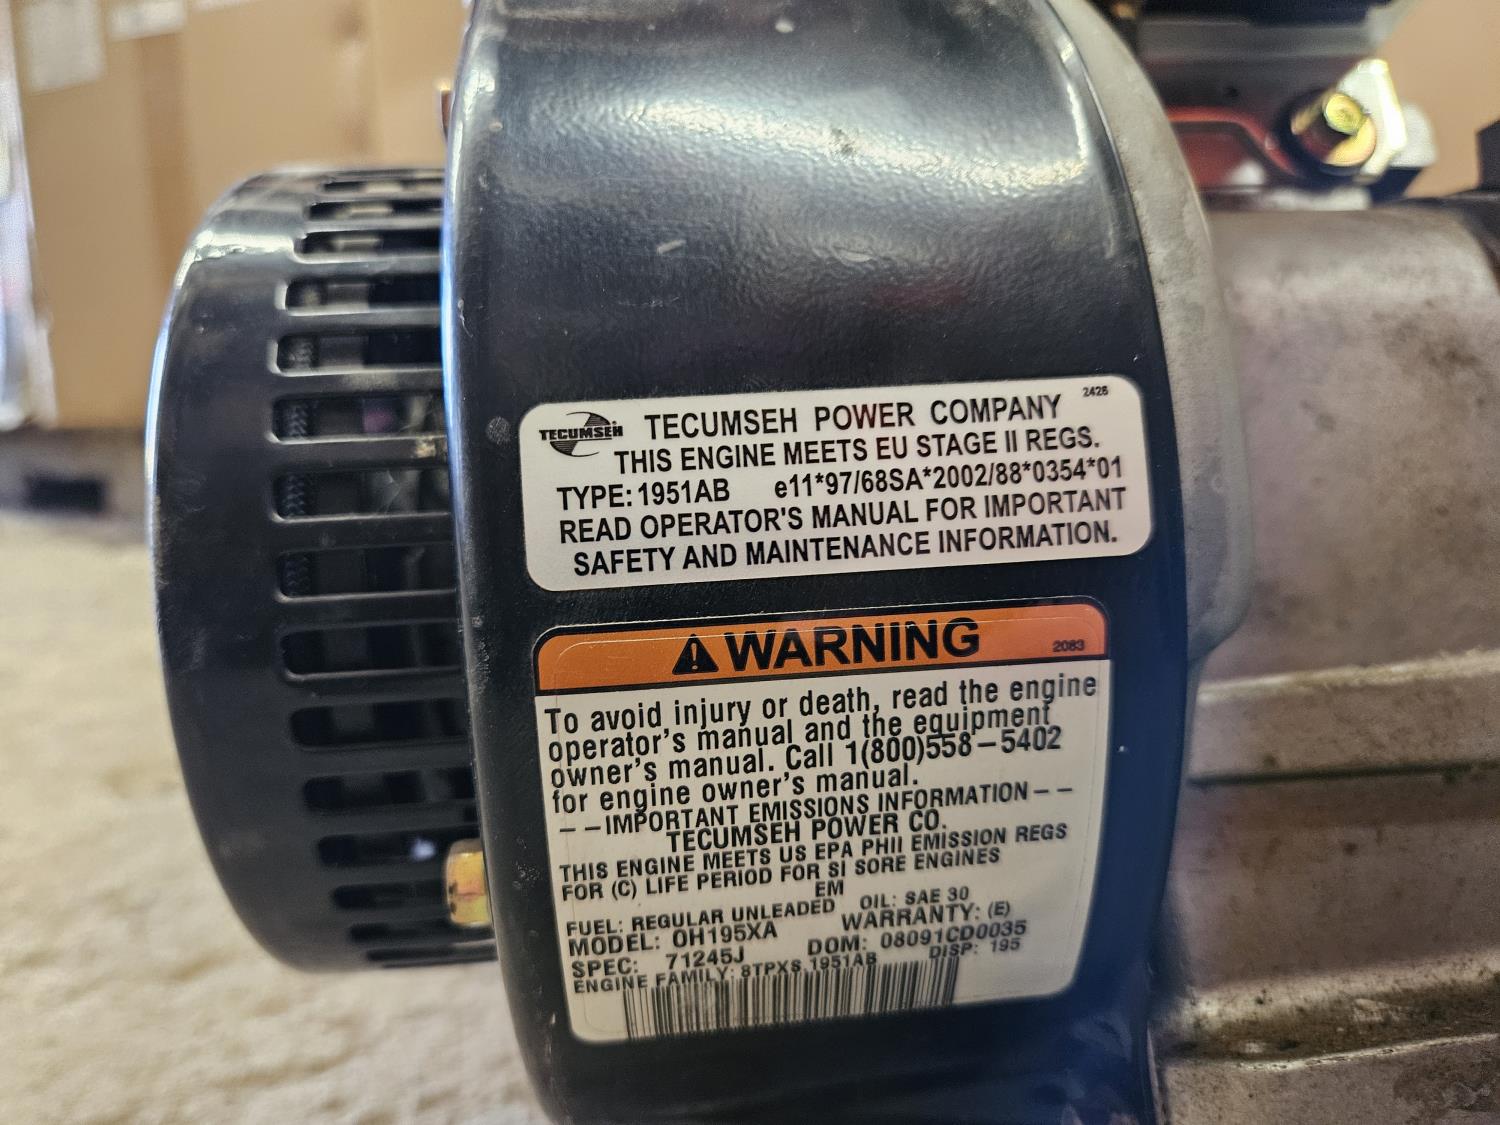 2426
TECUMSEH TECUMSEH POWER COMPANY
THIS ENGINE MEETS EU STAGE II REGS.
TYPE: 1951AB e11*97/68SA*2002/88*0354*01
READ OPERATOR'S MANUAL FOR IMPORTANT
SAFETY AND MAINTENANCE INFORMATION.
WARNING 2083
To avoid injury or death, read the engine
operator's manual and the equipment
owner's manual. Call 1(800)558-5402
for engine owner's manual.
--IMPORTANT EMISSIONS INFORMATION--
TECUMSEH POWER CO.
THIS ENGINE MEETS US EPA PHII EMISSION REGS
FOR (C) LIFE PERIOD FOR SI SORE ENGINES
EM
FUEL: REGULAR UNLEADED OIL: SAE 30
MODEL: OH195XA WARRANTY: (E)
SPEC: 71245J DOM: 08091CD0035
ENGINE FAMILY: 8TPXS.1951AB DISP: 195